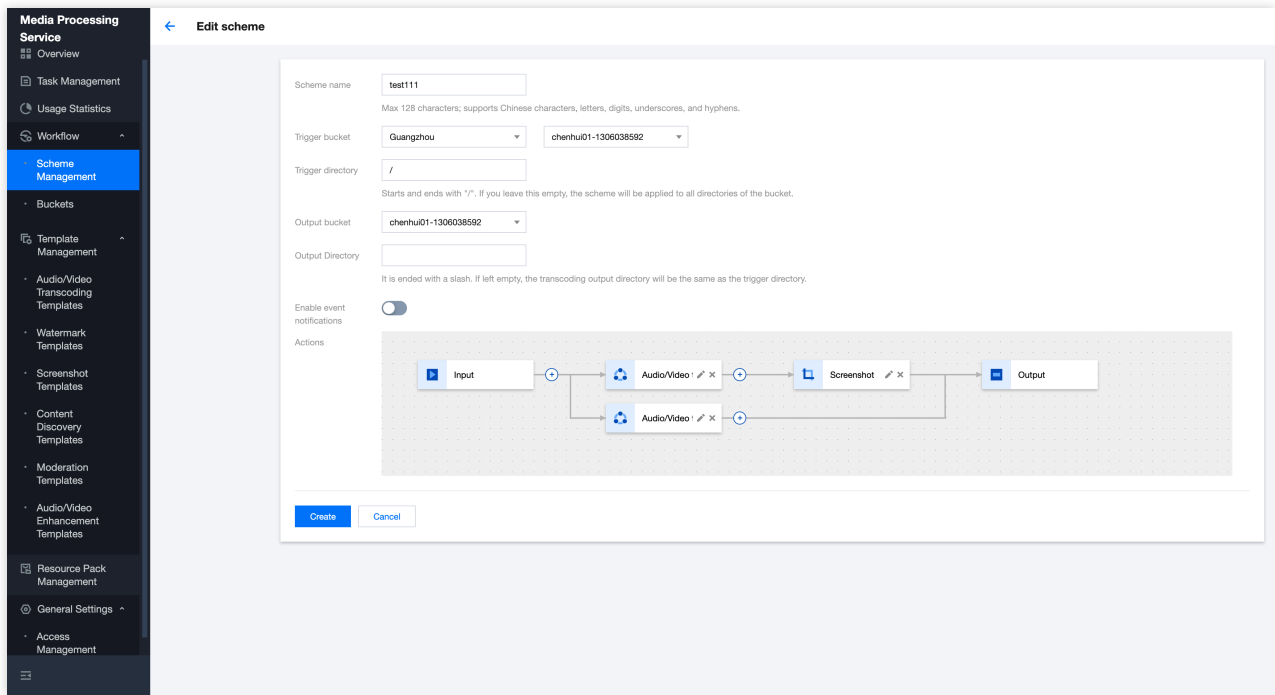 Media Processing
Service
Overview
Task Management
Usage Statistics
Workflow
Scheme
Management
Buckets
Template
Management
Audio/Video
Transcoding
Templates
Watermark
Templates
Screenshot
Templates
Content
Discovery
Templates
Moderation
Templates
Audio/Video
Enhancement
Templates
Resource Pack
Management
General Settings
Access
Management
Edit scheme
Scheme name
test111
Max 128 characters; supports Chinese characters, letters, digits, underscores, and hyphens.
Trigger bucket
Guangzhou
chenhui01-1306038592
Trigger directory
/
Starts and ends with "/". If you leave this empty, the scheme will be applied to all directories of the bucket.
Output bucket
chenhui01-1306038592
Output Directory
It is ended with a slash. If left empty, the transcoding output directory will be the same as the trigger directory.
Enable event
notifications
Actions
Input
Audio/Video
Screenshot
Output
Audio/Video
Create
Cancel